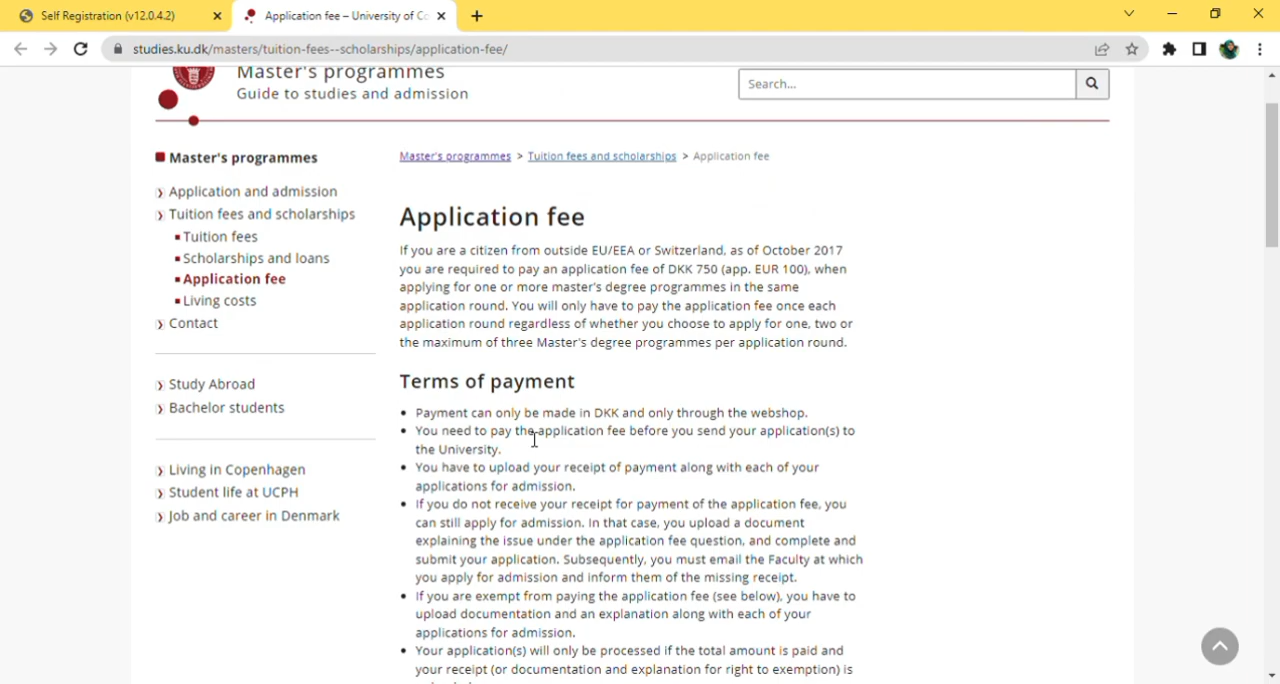 Self Registration (v12.0.4.2)
Application fee – University of Co
studies.ku.dk/masters/tuition-fees--scholarships/application-fee/
Master's programmes
Guide to studies and admission
Search...
Master's programmes
Application and admission
Tuition fees and scholarships
Tuition fees
Scholarships and loans
Application fee
Living costs
Contact
Study Abroad
Bachelor students
Living in Copenhagen
Student life at UCPH
Job and career in Denmark
Master's programmes > Tuition fees and scholarships > Application fee
Application fee
If you are a citizen from outside EU/EEA or Switzerland, as of October 2017
you are required to pay an application fee of DKK 750 (app. EUR 100), when
applying for one or more master's degree programmes in the same
application round. You will only have to pay the application fee once each
application round regardless of whether you choose to apply for one, two or
the maximum of three Master's degree programmes per application round.
Terms of payment
• Payment can only be made in DKK and only through the webshop.
• You need to pay the application fee before you send your application(s) to
the University.
• You have to upload your receipt of payment along with each of your
applications for admission.
• If you do not receive your receipt for payment of the application fee, you
can still apply for admission. In that case, you upload a document
explaining the issue under the application fee question, and complete and
submit your application. Subsequently, you must email the Faculty at which
you apply for admission and inform them of the missing receipt.
• If you are exempt from paying the application fee (see below), you have to
upload documentation and an explanation along with each of your
applications for admission.
• Your application(s) will only be processed if the total amount is paid and
your receipt (or documentation and explanation for right to exemption) is